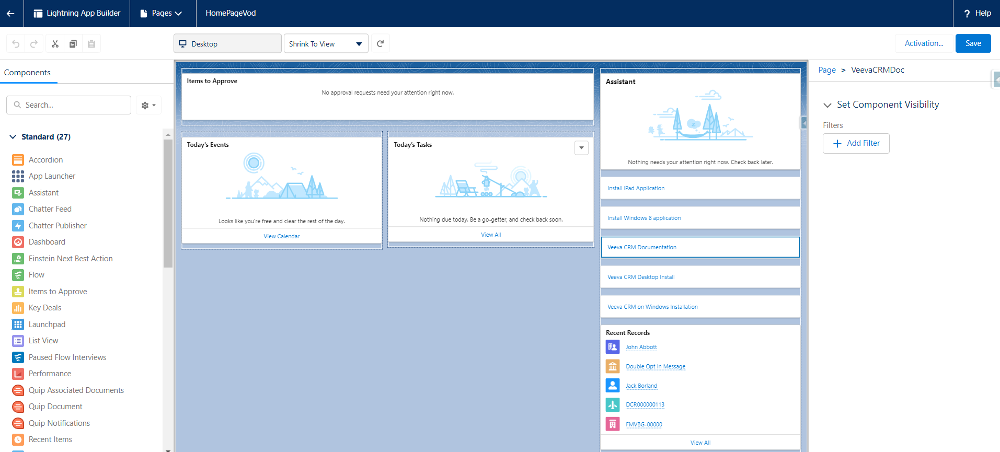 Lightning App Builder
Pages
HomePageVod
? Help
Desktop
Shrink To View
Activation...
Save
Components
Search...
Standard (27)
Accordion
App Launcher
Assistant
Chatter Feed
Chatter Publisher
Dashboard
Einstein Next Best Action
Flow
Items to Approve
Key Deals
Launchpad
List View
Paused Flow Interviews
Performance
Quip Associated Documents
Quip Document
Quip Notifications
Recent Items
Items to Approve
No approval requests need your attention right now.
Today's Events
Looks like you're free and clear the rest of the day.
View Calendar
Today's Tasks
Nothing due today. Be a go-getter, and check back soon.
View All
Assistant
z
Nothing needs your attention right now. Check back later.
Install iPad Application
Install Windows 8 application
Veeva CRM Documentation
Veeva CRM Desktop Install
Veeva CRM on Windows Installation
Recent Records
John Abbott
Double Opt In Message
Jack Borland
DCR000000113
FMVBG-00000
View All
Page > VeevaCRMDoc
Set Component Visibility
Filters
+ Add Filter